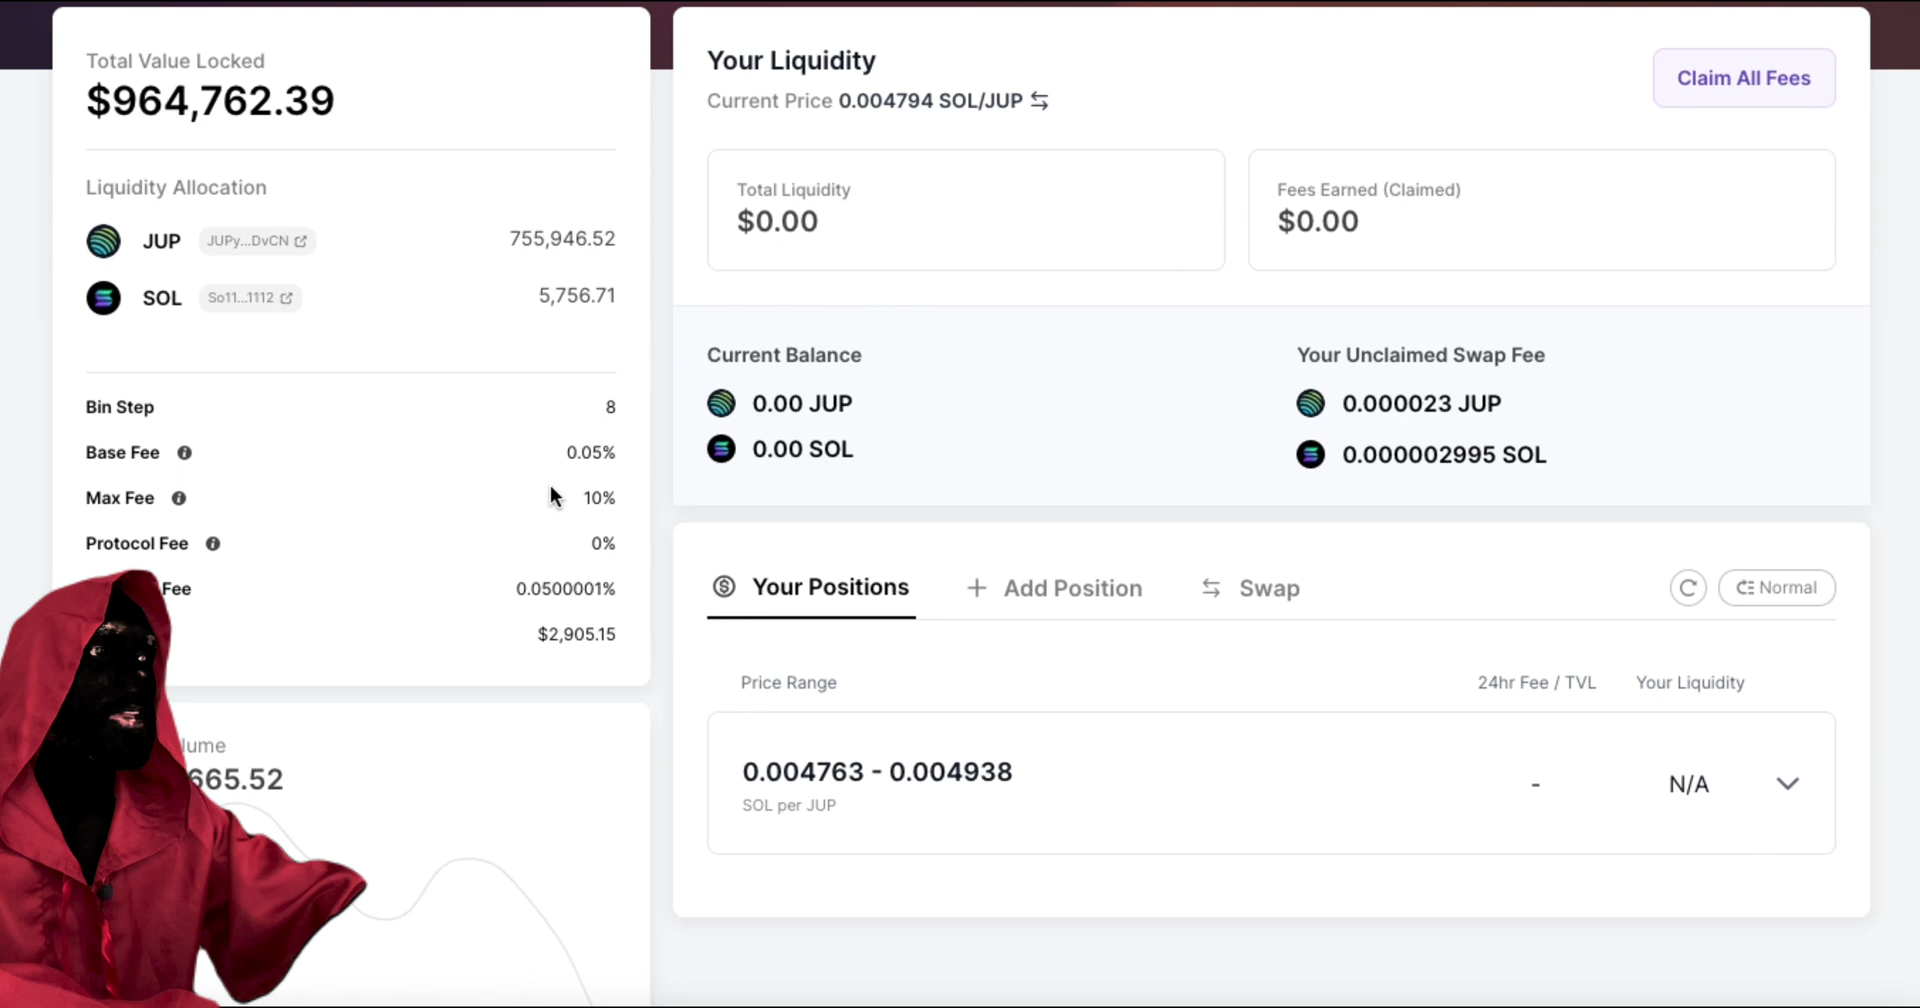 Total Value Locked
$964,762.39
Liquidity Allocation
JUP JUPy...DvCN 755,946.52
SOL So11...1112 5,756.71
Bin Step 8
Base Fee 0.05%
Max Fee 10%
Protocol Fee 0%
Fee 0.0500001%
$2,905.15
lume
665.52
Your Liquidity
Current Price 0.004794 SOL/JUP
Claim All Fees
Total Liquidity
$0.00
Fees Earned (Claimed)
$0.00
Current Balance
0.00 JUP
0.00 SOL
Your Unclaimed Swap Fee
0.000023 JUP
0.000002995 SOL
Your Positions Add Position Swap Normal
Price Range 24hr Fee / TVL Your Liquidity
0.004763 - 0.004938 - N/A
SOL per JUP